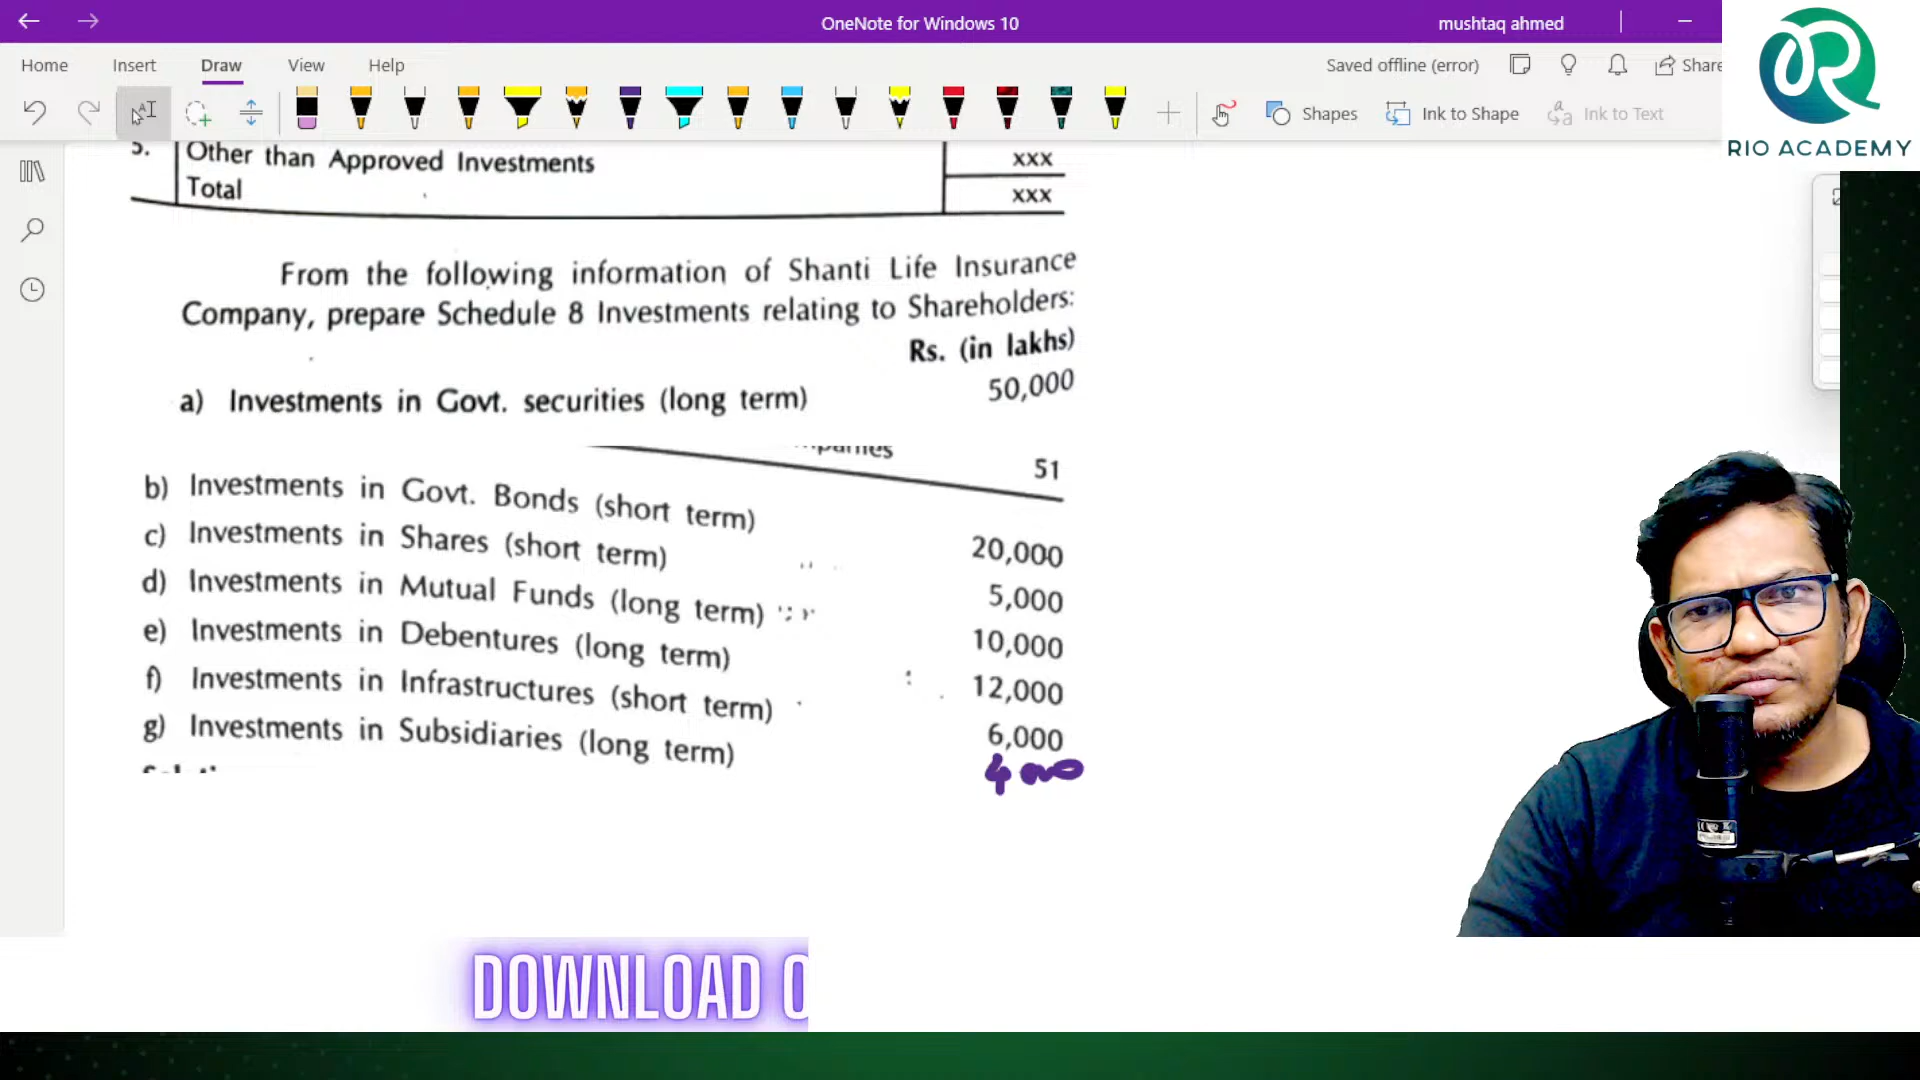 OneNote for Windows 10
mushtaq ahmed
Home Insert Draw View Help
Saved offline (error)
Share
Shapes
Ink to Shape
Ink to Text
RIO ACADEMY
5. Other than Approved Investments xxx
Total xxx
From the following information of Shanti Life Insurance
Company, prepare Schedule 8 Investments relating to Shareholders:
Rs. (in lakhs)
a) Investments in Govt. securities (long term) 50,000
51
b) Investments in Govt. Bonds (short term) 20,000
c) Investments in Shares (short term) 5,000
d) Investments in Mutual Funds (long term) 10,000
e) Investments in Debentures (long term) 12,000
f) Investments in Infrastructures (short term) 6,000
g) Investments in Subsidiaries (long term) 4000
DOWNLOAD O